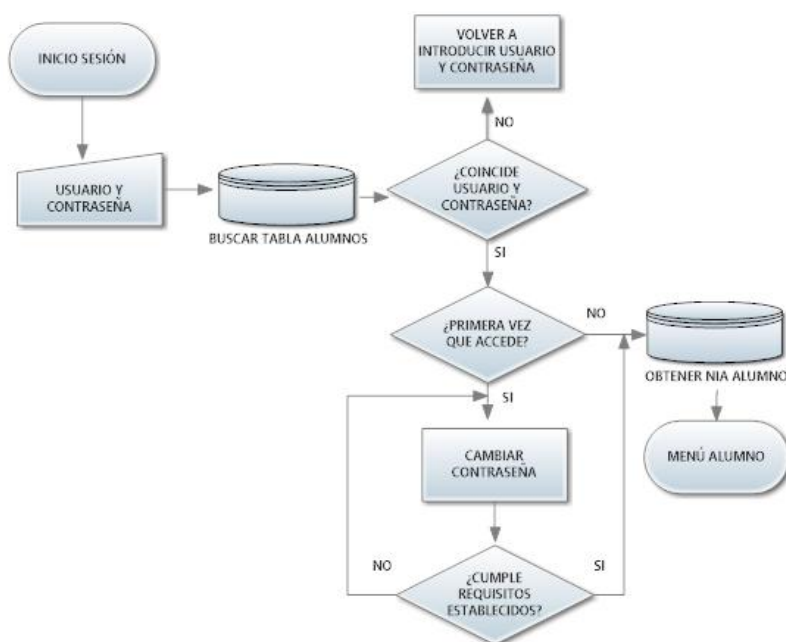 INICIO SESIÓN
VOLVER A
INTRODUCIR USUARIO
Y CONTRASEÑA
NO
USUARIO Y
CONTRASEÑA
BUSCAR TABLA ALUMNOS
¿COINCIDE
USUARIO Y
CONTRASEÑA?
SI
¿PRIMERA VEZ
QUE ACCEDE?
NO
OBTENER NIA ALUMNO
SI
CAMBIAR
CONTRASEÑA
MENÚ ALUMNO
NO
¿CUMPLE
REQUISITOS
ESTABLECIDOS?
SI